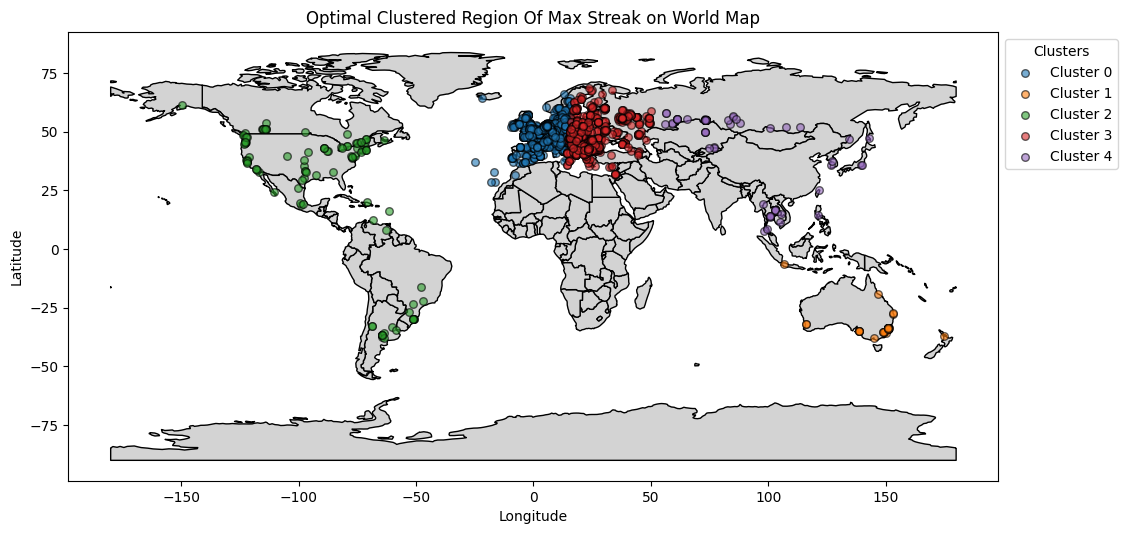 Optimal Clustered Region Of Max Streak on World Map
Clusters
Cluster 0
Cluster 1
Cluster 2
Cluster 3
Cluster 4
Latitude
75
50
25
0
−25
−50
−75
−150
−100
−50
0
50
100
150
Longitude